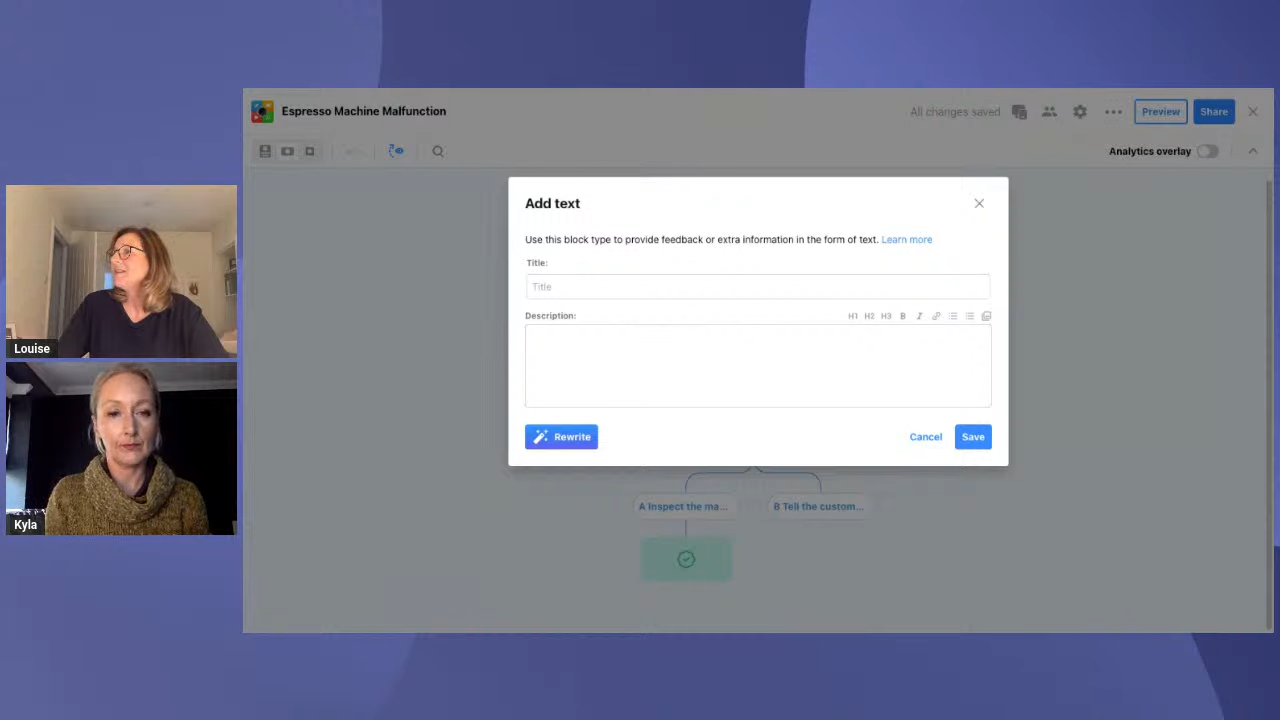 Espresso Machine Malfunction
All changes saved
Preview
Share
Analytics overlay
Add text
Use this block type to provide feedback or extra information in the form of text. Learn more
Title:
Title
Description:
H1 H2 H3 B I
Rewrite
Cancel
Save
A Inspect the ma...
B Tell the custom...
Louise
Kyla